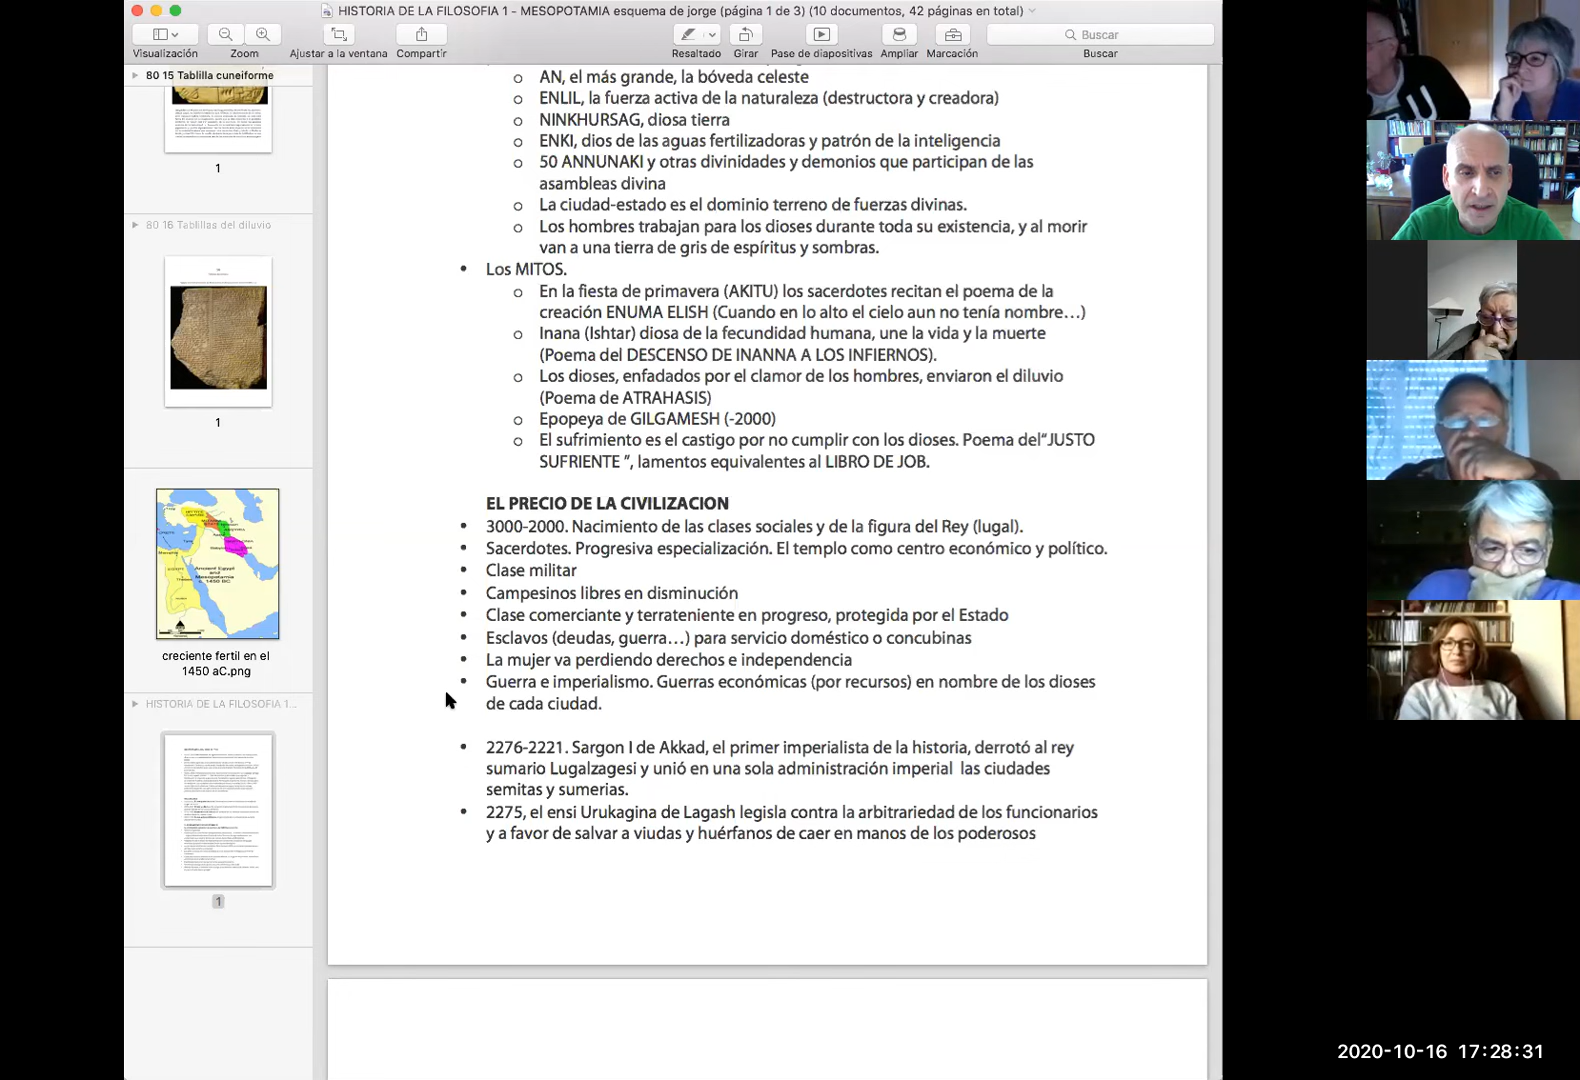 HISTORIA DE LA FILOSOFIA 1 - MESOPOTAMIA esquema de jorge (página 1 de 3) (10 documentos, 42 páginas en total)
Buscar
Visualización Zoom Ajustar a la ventana Compartir Resaltado Girar Pase de diapositivas Ampliar Marcación Buscar
80 15 Tablilla cuneiforme
1
80 16 Tablillas del diluvio
1
Ancient Egypt
and
Mesopotamia
c. 1450 BC
creciente fertil en el
1450 aC.png
HISTORIA DE LA FILOSOFIA 1...
1
o AN, el más grande, la bóveda celeste
o ENLIL, la fuerza activa de la naturaleza (destructora y creadora)
o NINKHURSAG, diosa tierra
o ENKI, dios de las aguas fertilizadoras y patrón de la inteligencia
o 50 ANNUNAKI y otras divinidades y demonios que participan de las
asambleas divina
o La ciudad-estado es el dominio terreno de fuerzas divinas.
o Los hombres trabajan para los dioses durante toda su existencia, y al morir
van a una tierra de gris de espíritus y sombras.
• Los MITOS.
o En la fiesta de primavera (AKITU) los sacerdotes recitan el poema de la
creación ENUMA ELISH (Cuando en lo alto el cielo aun no tenía nombre…)
o Inana (Ishtar) diosa de la fecundidad humana, une la vida y la muerte
(Poema del DESCENSO DE INANNA A LOS INFIERNOS).
o Los dioses, enfadados por el clamor de los hombres, enviaron el diluvio
(Poema de ATRAHASIS)
o Epopeya de GILGAMESH (-2000)
o El sufrimiento es el castigo por no cumplir con los dioses. Poema del“JUSTO
SUFRIENTE ”, lamentos equivalentes al LIBRO DE JOB.
EL PRECIO DE LA CIVILIZACION
• 3000-2000. Nacimiento de las clases sociales y de la figura del Rey (lugal).
• Sacerdotes. Progresiva especialización. El templo como centro económico y político.
• Clase militar
• Campesinos libres en disminución
• Clase comerciante y terrateniente en progreso, protegida por el Estado
• Esclavos (deudas, guerra…) para servicio doméstico o concubinas
• La mujer va perdiendo derechos e independencia
• Guerra e imperialismo. Guerras económicas (por recursos) en nombre de los dioses
de cada ciudad.
• 2276-2221. Sargon I de Akkad, el primer imperialista de la historia, derrotó al rey
sumario Lugalzagesi y unió en una sola administración imperial las ciudades
semitas y sumerias.
• 2275, el ensi Urukagina de Lagash legisla contra la arbitrariedad de los funcionarios
y a favor de salvar a viudas y huérfanos de caer en manos de los poderosos
2020-10-16 17:28:31